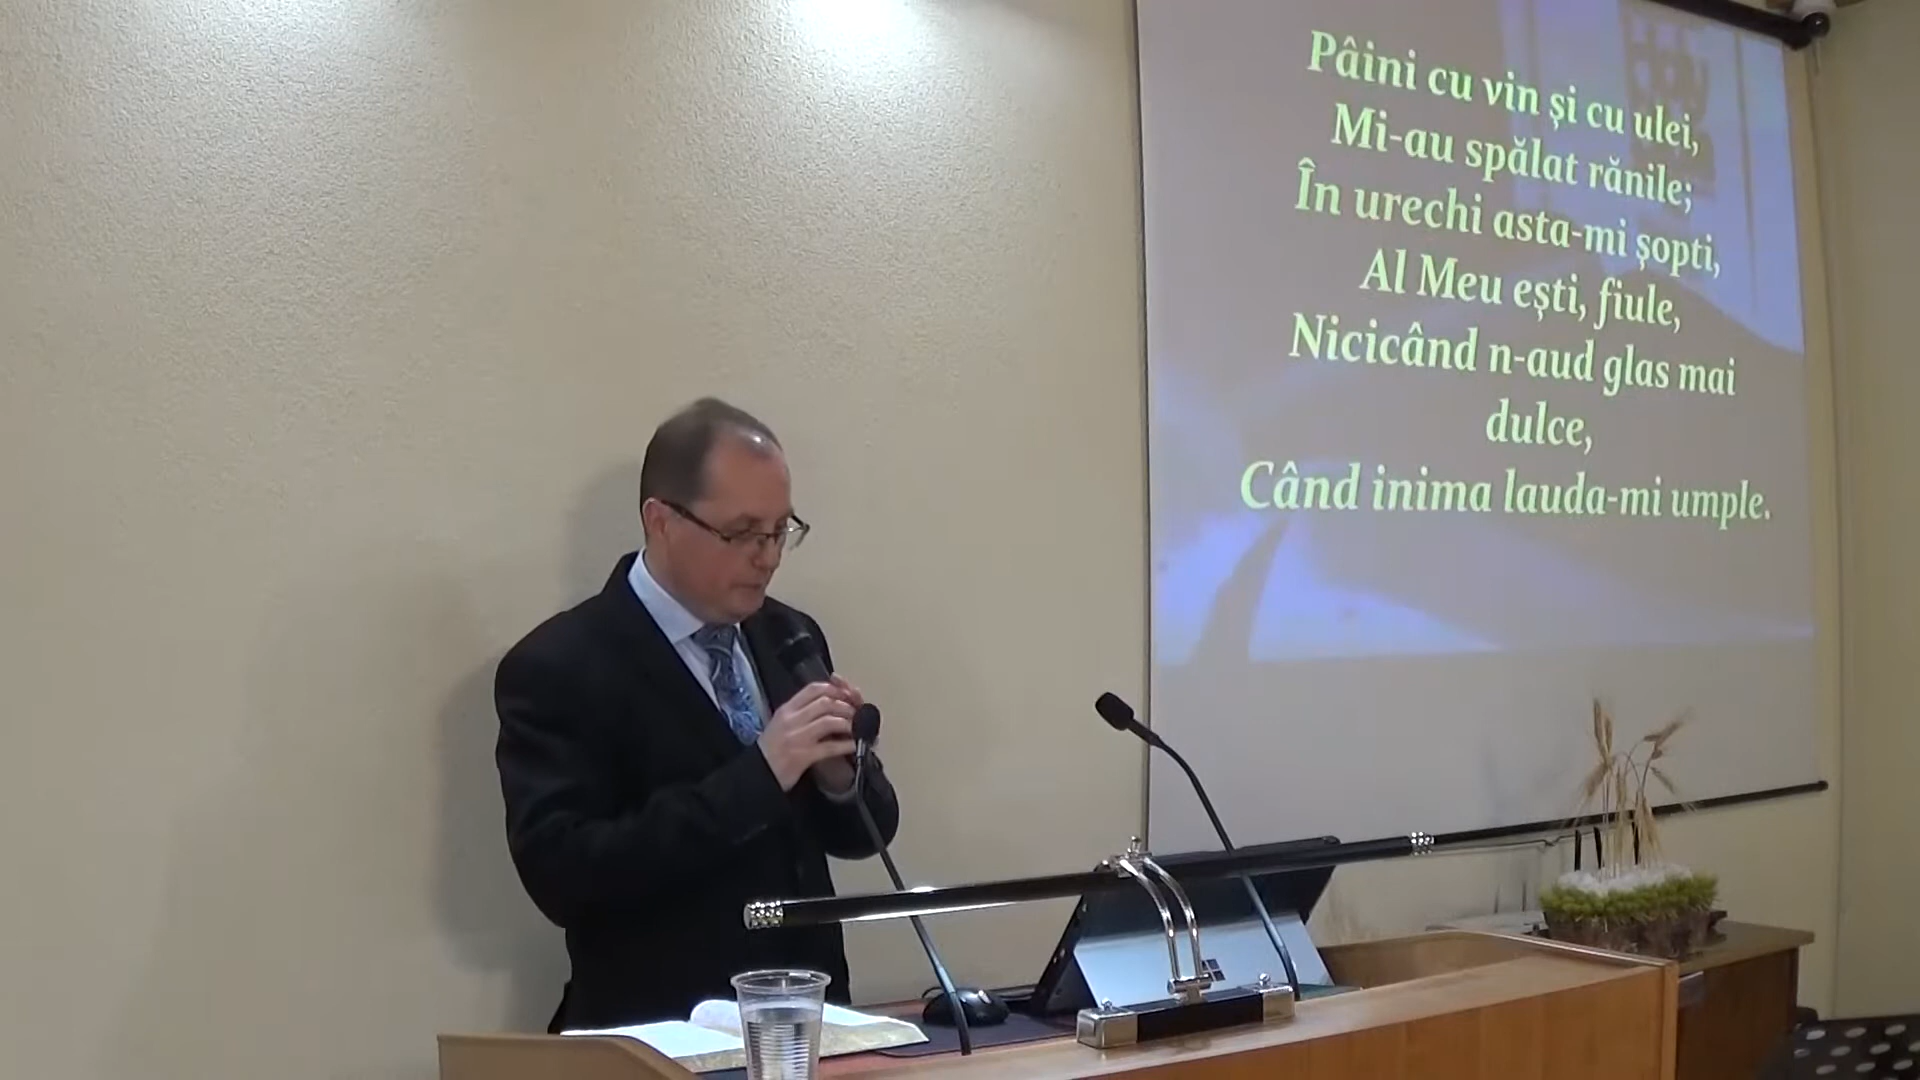 Pâini cu vin și cu ulei,
Mi-au spălat rănile;
În urechi asta-mi șopti,
Al Meu ești, fiule,
Nicicând n-aud glas mai
dulce,
Când inima lauda-mi umple.